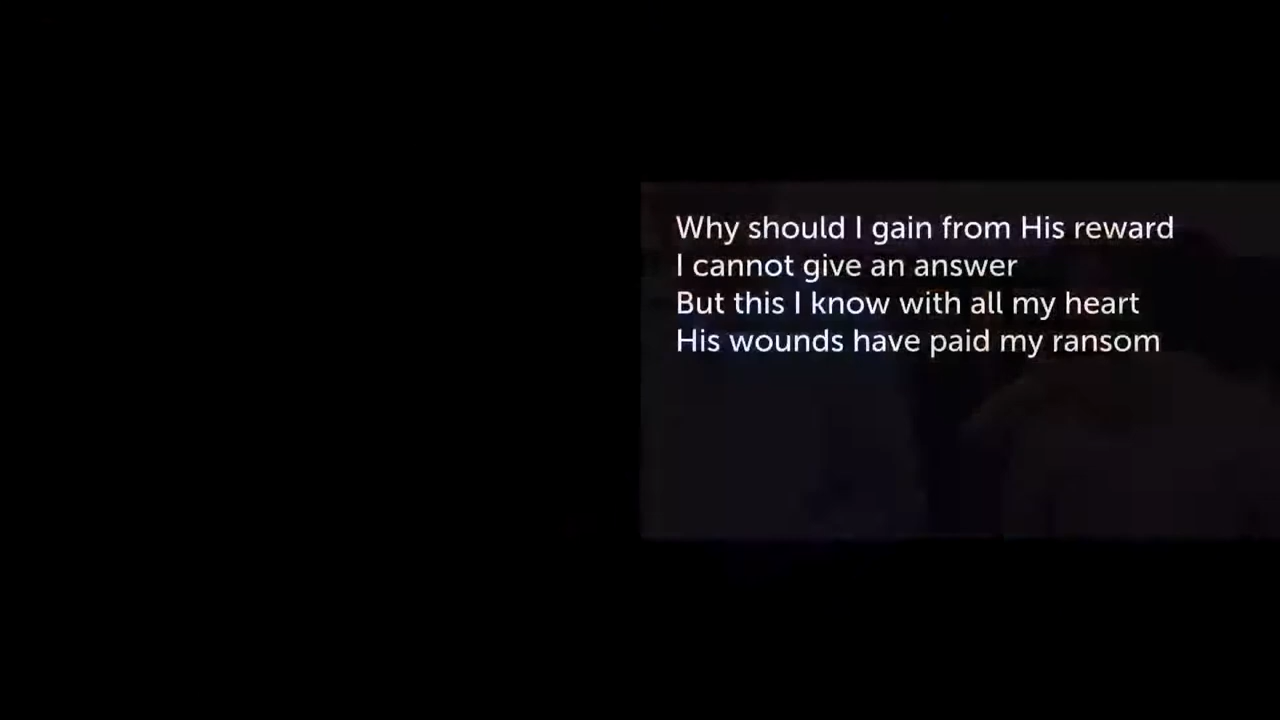 Why should I gain from His reward
I cannot give an answer
But this I know with all my heart
His wounds have paid my ransom